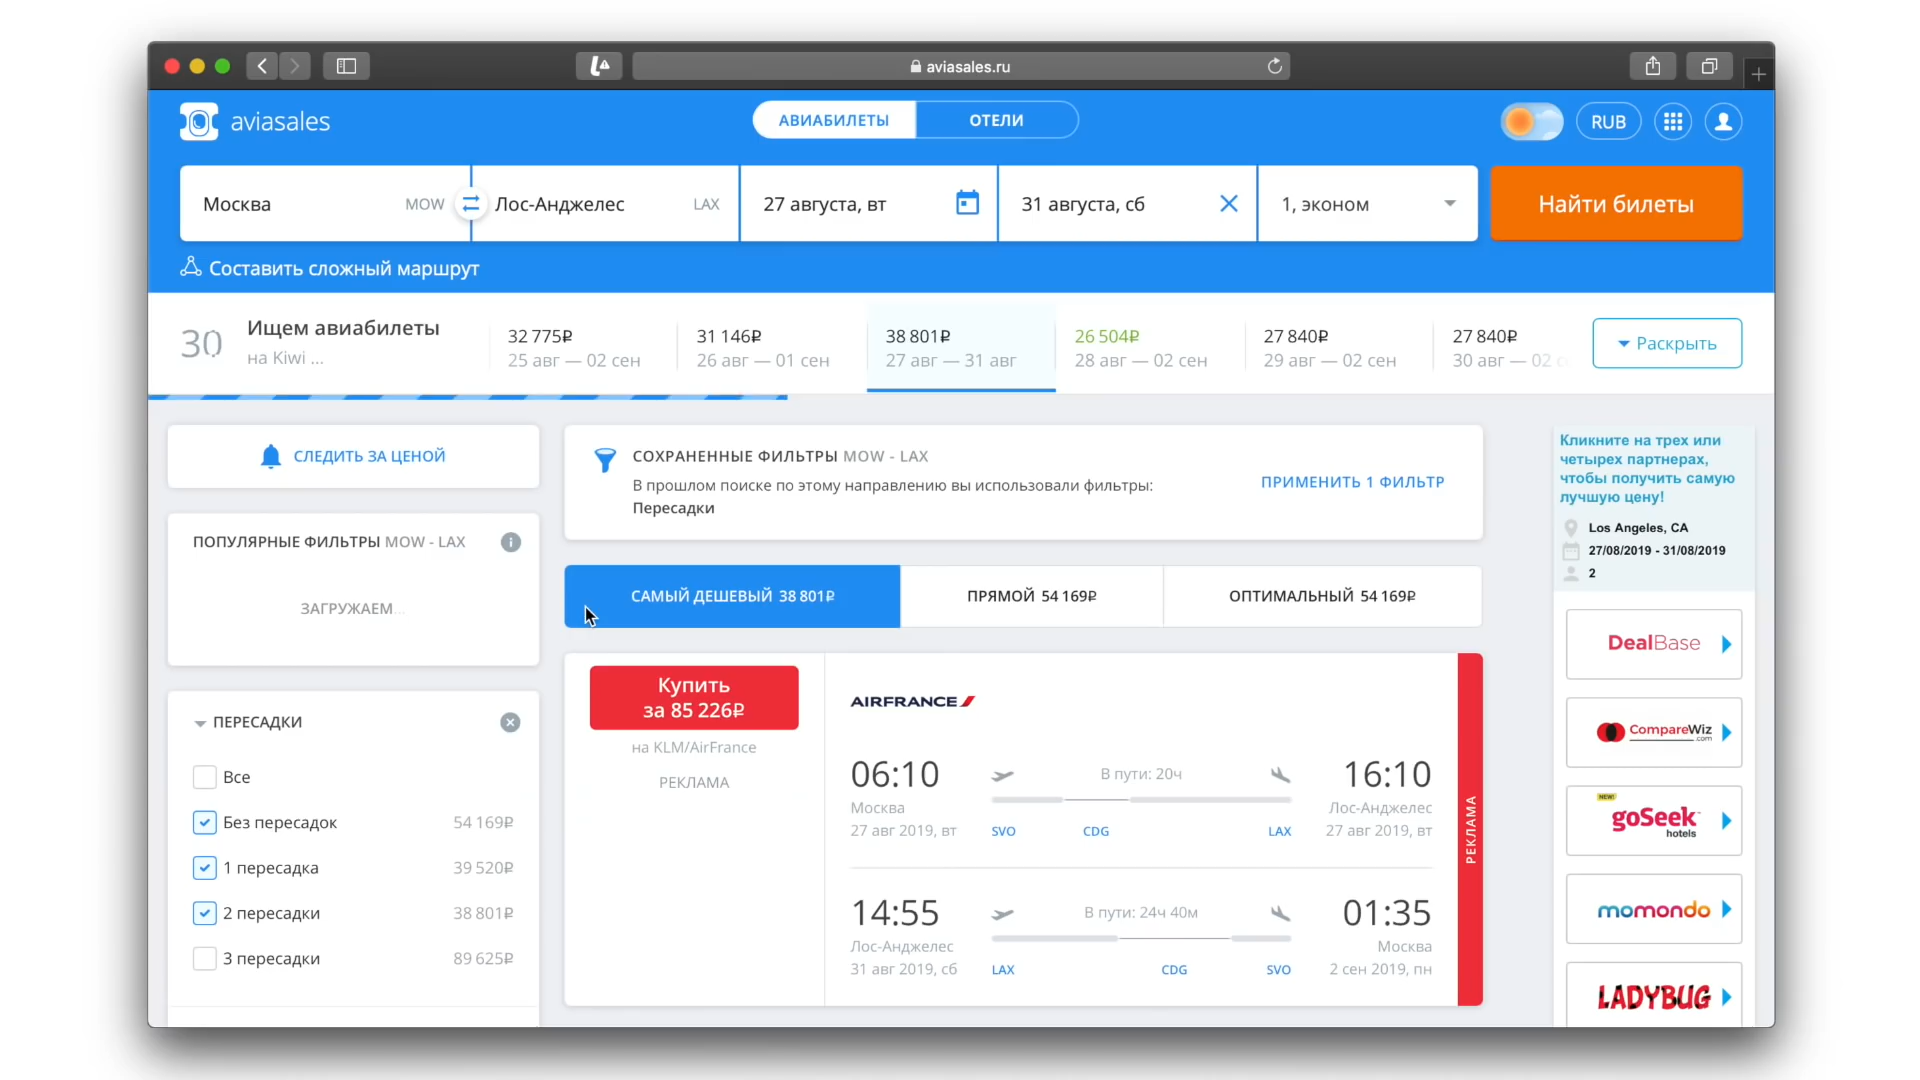 aviasales.ru
aviasales
АВИАБИЛЕТЫ
ОТЕЛИ
RUB
Москва
MOW
Лос-Анджелес
LAX
27 августа, вт
31 августа, сб
1, эконом
Найти билеты
Составить сложный маршрут
30
Ищем авиабилеты
на Kiwi ...
32 775₽
25 авг — 02 сен
31 146₽
26 авг — 01 сен
38 801₽
27 авг — 31 авг
26 504₽
28 авг — 02 сен
27 840₽
29 авг — 02 сен
27 840₽
30 авг — 02
Раскрыть
СЛЕДИТЬ ЗА ЦЕНОЙ
ПОПУЛЯРНЫЕ ФИЛЬТРЫ MOW - LAX
ЗАГРУЖАЕМ...
ПЕРЕСАДКИ
Все
Без пересадок 54 169₽
1 пересадка 39 520₽
2 пересадки 38 801₽
3 пересадки 89 625₽
СОХРАНЕННЫЕ ФИЛЬТРЫ MOW - LAX
В прошлом поиске по этому направлению вы использовали фильтры:
Пересадки
ПРИМЕНИТЬ 1 ФИЛЬТР
САМЫЙ ДЕШЕВЫЙ 38 801₽
ПРЯМОЙ 54 169₽
ОПТИМАЛЬНЫЙ 54 169₽
Купить
за 85 226₽
на KLM/AirFrance
РЕКЛАМА
AIRFRANCE
06:10
В пути: 20ч
16:10
Москва
Лос-Анджелес
27 авг 2019, вт
SVO
CDG
LAX
27 авг 2019, вт
14:55
В пути: 24ч 40м
01:35
Лос-Анджелес
Москва
31 авг 2019, сб
LAX
CDG
SVO
2 сен 2019, пн
РЕКЛАМА
Кликните на трех или
четырех партнерах,
чтобы получить самую
лучшую цену!
Los Angeles, CA
27/08/2019 - 31/08/2019
2
DealBase
CompareWiz
.com
NEW!
goSeek
hotels
momondo
LADYBUG